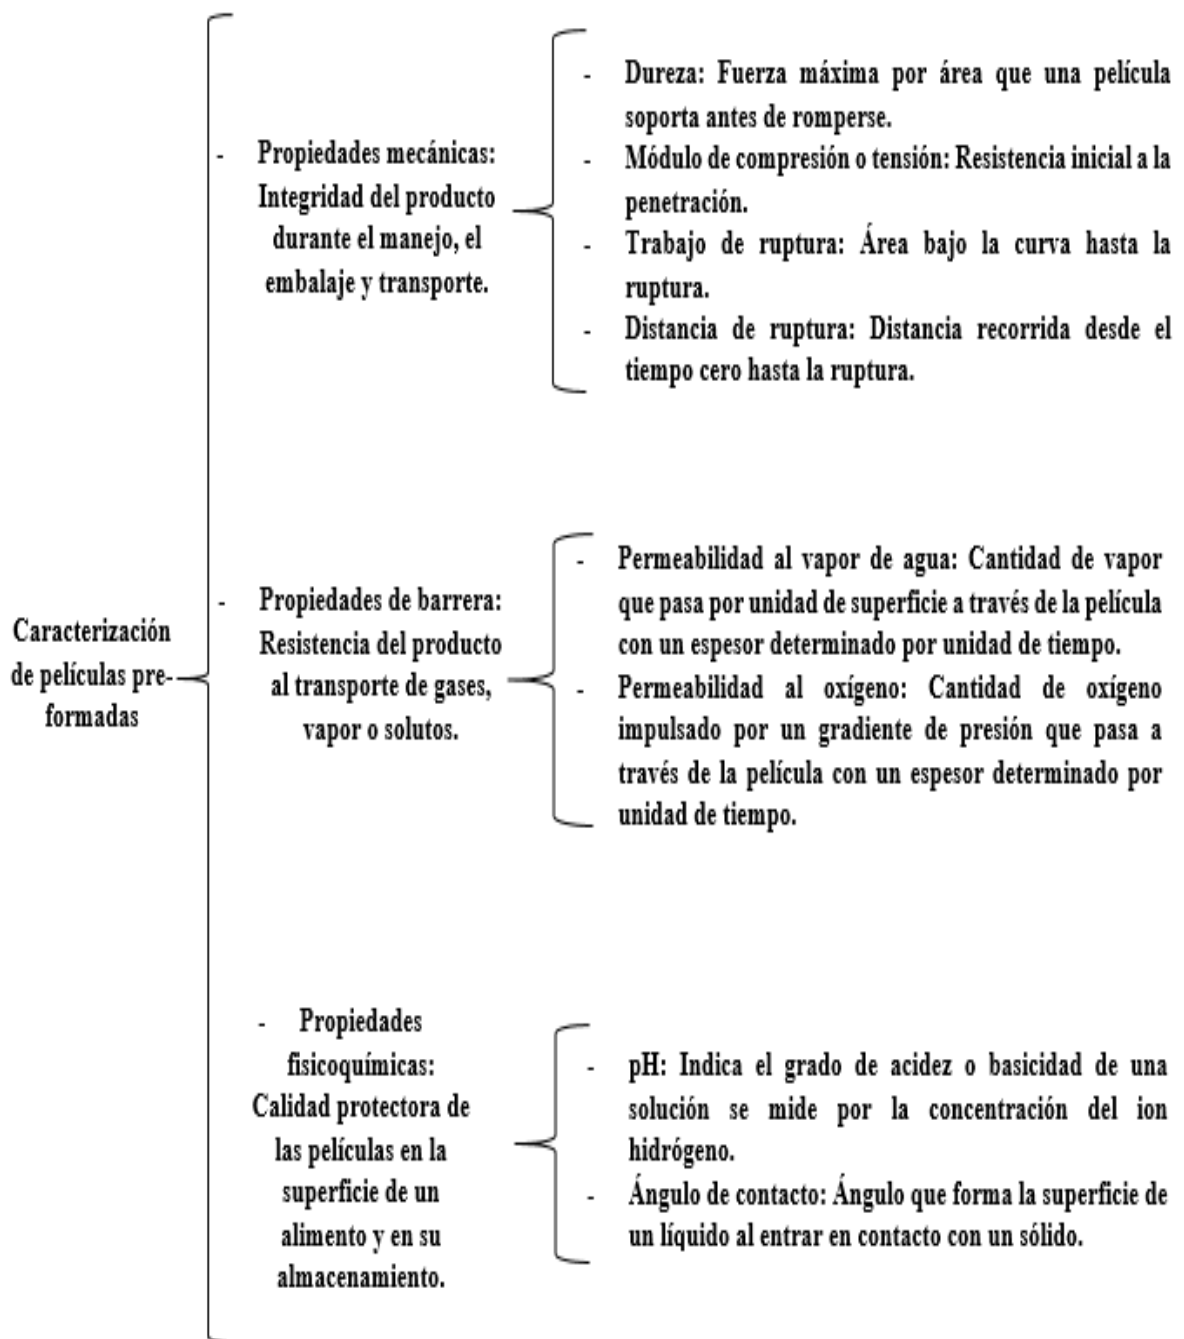 Caracterización
de películas pre-
formadas
- Propiedades mecánicas:
Integridad del producto
durante el manejo, el
embalaje y transporte.
- Dureza: Fuerza máxima por área que una película
soporta antes de romperse.
- Módulo de compresión o tensión: Resistencia inicial a la
penetración.
- Trabajo de ruptura: Área bajo la curva hasta la
ruptura.
- Distancia de ruptura: Distancia recorrida desde el
tiempo cero hasta la ruptura.
- Propiedades de barrera:
Resistencia del producto
al transporte de gases,
vapor o solutos.
- Permeabilidad al vapor de agua: Cantidad de vapor
que pasa por unidad de superficie a través de la película
con un espesor determinado por unidad de tiempo.
- Permeabilidad al oxígeno: Cantidad de oxígeno
impulsado por un gradiente de presión que pasa a
través de la película con un espesor determinado por
unidad de tiempo.
- Propiedades
fisicoquímicas:
Calidad protectora de
las películas en la
superficie de un
alimento y en su
almacenamiento.
- pH: Indica el grado de acidez o basicidad de una
solución se mide por la concentración del ion
hidrógeno.
- Ángulo de contacto: Ángulo que forma la superficie de
un líquido al entrar en contacto con un sólido.